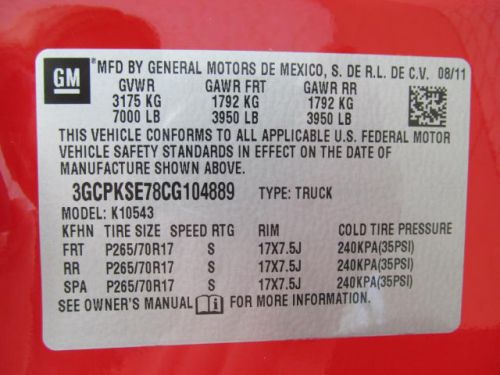 GM MFD BY GENERAL MOTORS DE MEXICO, S. DE R.L. DE C.V. 08/11
GVWR GAWR FRT GAWR RR
3175 KG 1792 KG 1792 KG
7000 LB 3950 LB 3950 LB
THIS VEHICLE CONFORMS TO ALL APPLICABLE U.S. FEDERAL MOTOR
VEHICLE SAFETY STANDARDS IN EFFECT ON THE DATE OF
MANUFACTURE SHOWN ABOVE.
3GCPKSE78CG104889 TYPE: TRUCK
MODEL: K10543
KFHN TIRE SIZE SPEED RTG RIM COLD TIRE PRESSURE
FRT P265/70R17 S 17X7.5J 240KPA(35PSI)
RR P265/70R17 S 17X7.5J 240KPA(35PSI)
SPA P265/70R17 S 17X7.5J 240KPA(35PSI)
SEE OWNER'S MANUAL i FOR MORE INFORMATION.